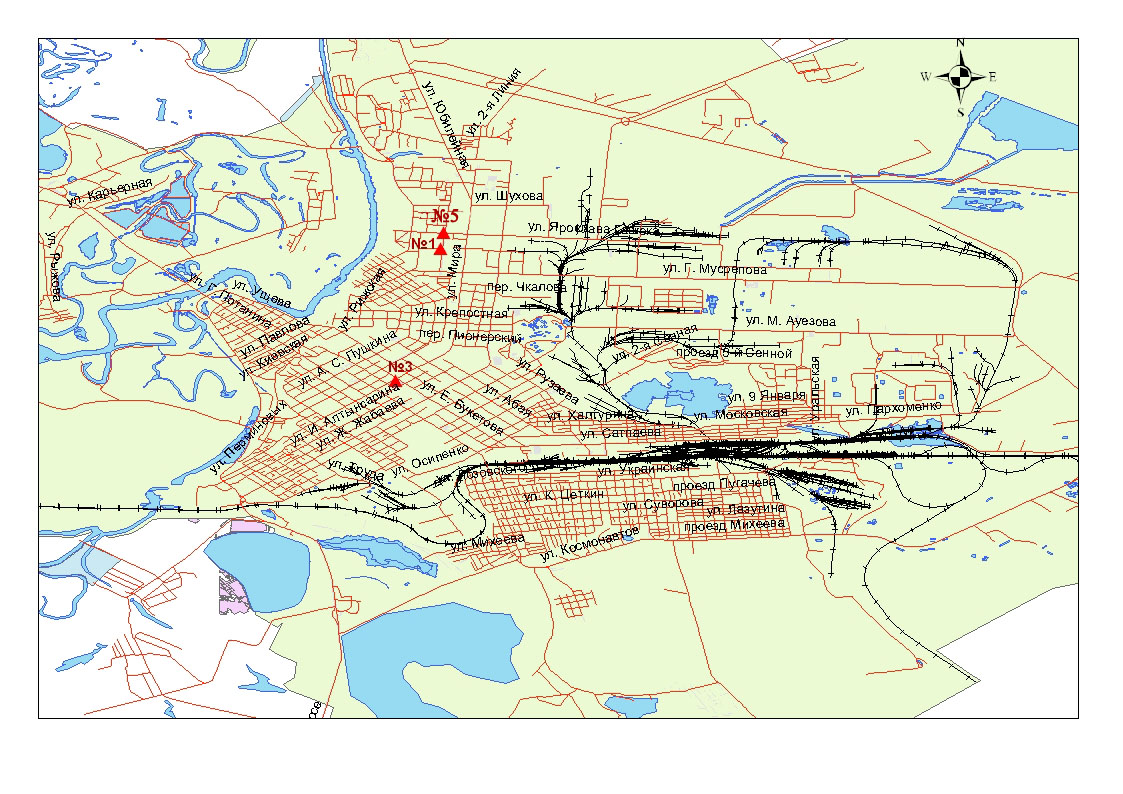 N
W
E
S
ул. Юбилейная
ул. 2-я Линия
ул. Карьерная
ул. Шухова
№5
№1
ул. Мира
ул. Г. Мусрепова
ул. Рыжова
ул. Г. Потанина
ул. Ушова
ул. Рижская
пер. Чкалова
ул. Крепостная
ул. М. Ауезова
ул. Павлова
ул. Киевская
пер. Пионерский
ул. 2-я Сенная
проезд 5-й Сенной
ул. А. С. Пушкина
№3
ул. Рузаева
ул. Уральская
ул. Е. Букетова
ул. Абая
ул. 9 Января
ул. И. Алтынсарина
ул. Ж. Жабаева
ул. Халтурина
ул. Московская
ул. Пархоменко
ул. Перминовых
ул. Сатпаева
ул. Труда
ул. Осипенко
ул. Украинская
ул. К. Цеткин
проезд Пугачева
ул. Суворова
ул. Лазутина
проезд Михеева
ул. Михеева
ул. Космонавтов